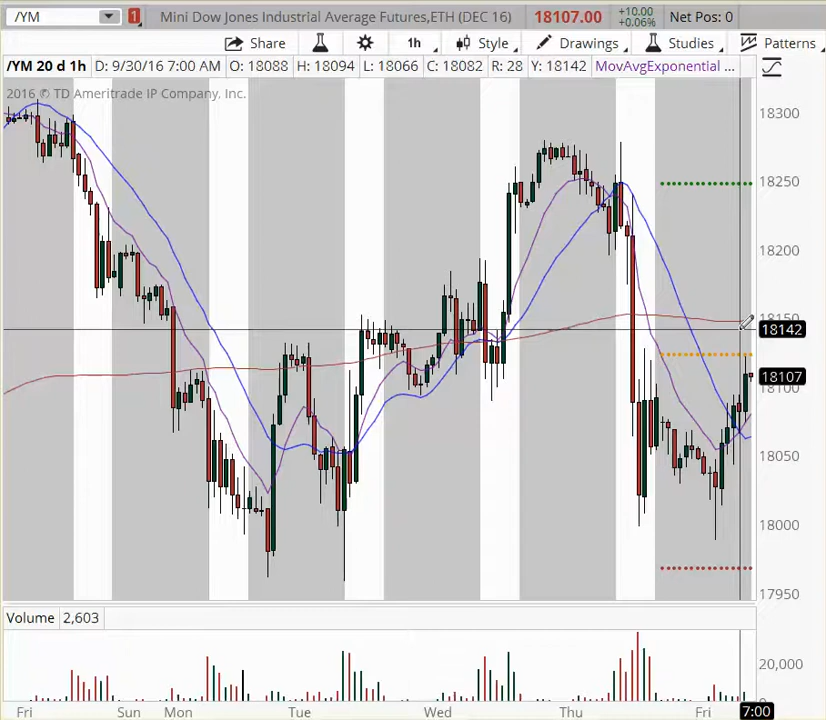 /YM 1 Mini Dow Jones Industrial Average Futures,ETH (DEC 16) 18107.00 +10.00 +0.06% Net Pos: 0
Share 1h Style Drawings Studies Patterns
/YM 20 d 1h D: 9/30/16 7:00 AM O: 18088 H: 18094 L: 18066 C: 18082 R: 28 Y: 18142 MovAvgExponential ...
2016 © TD Ameritrade IP Company, Inc.
18300
18250
18200
18150
18142
18107
18100
18050
18000
17950
Volume 2,603
20,000
Fri Sun Mon Tue Wed Thu Fri 7:00